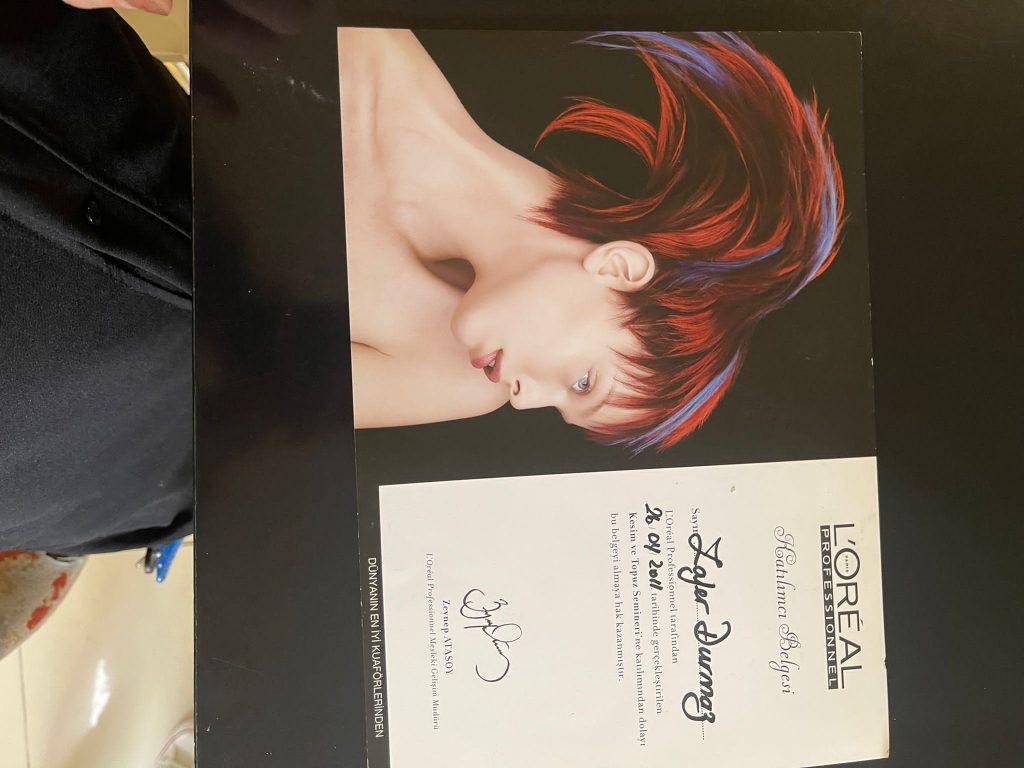 L'ORÉAL
PARIS
PROFESSIONNEL
Katılımcı Belgesi
Sayın Zafer Durmaz
L'Oréal Professionnel tarafından
26/04/2011 tarihinde gerçekleştirilen
Kesim ve Topuz Semineri'ne katılımından dolayı
bu belgeyi almaya hak kazanmıştır.
Zeynep ATASOY
L'Oréal Professionnel Mesleki Gelişim Müdürü
DÜNYANIN EN İYİ KUAFÖRLERİNDEN